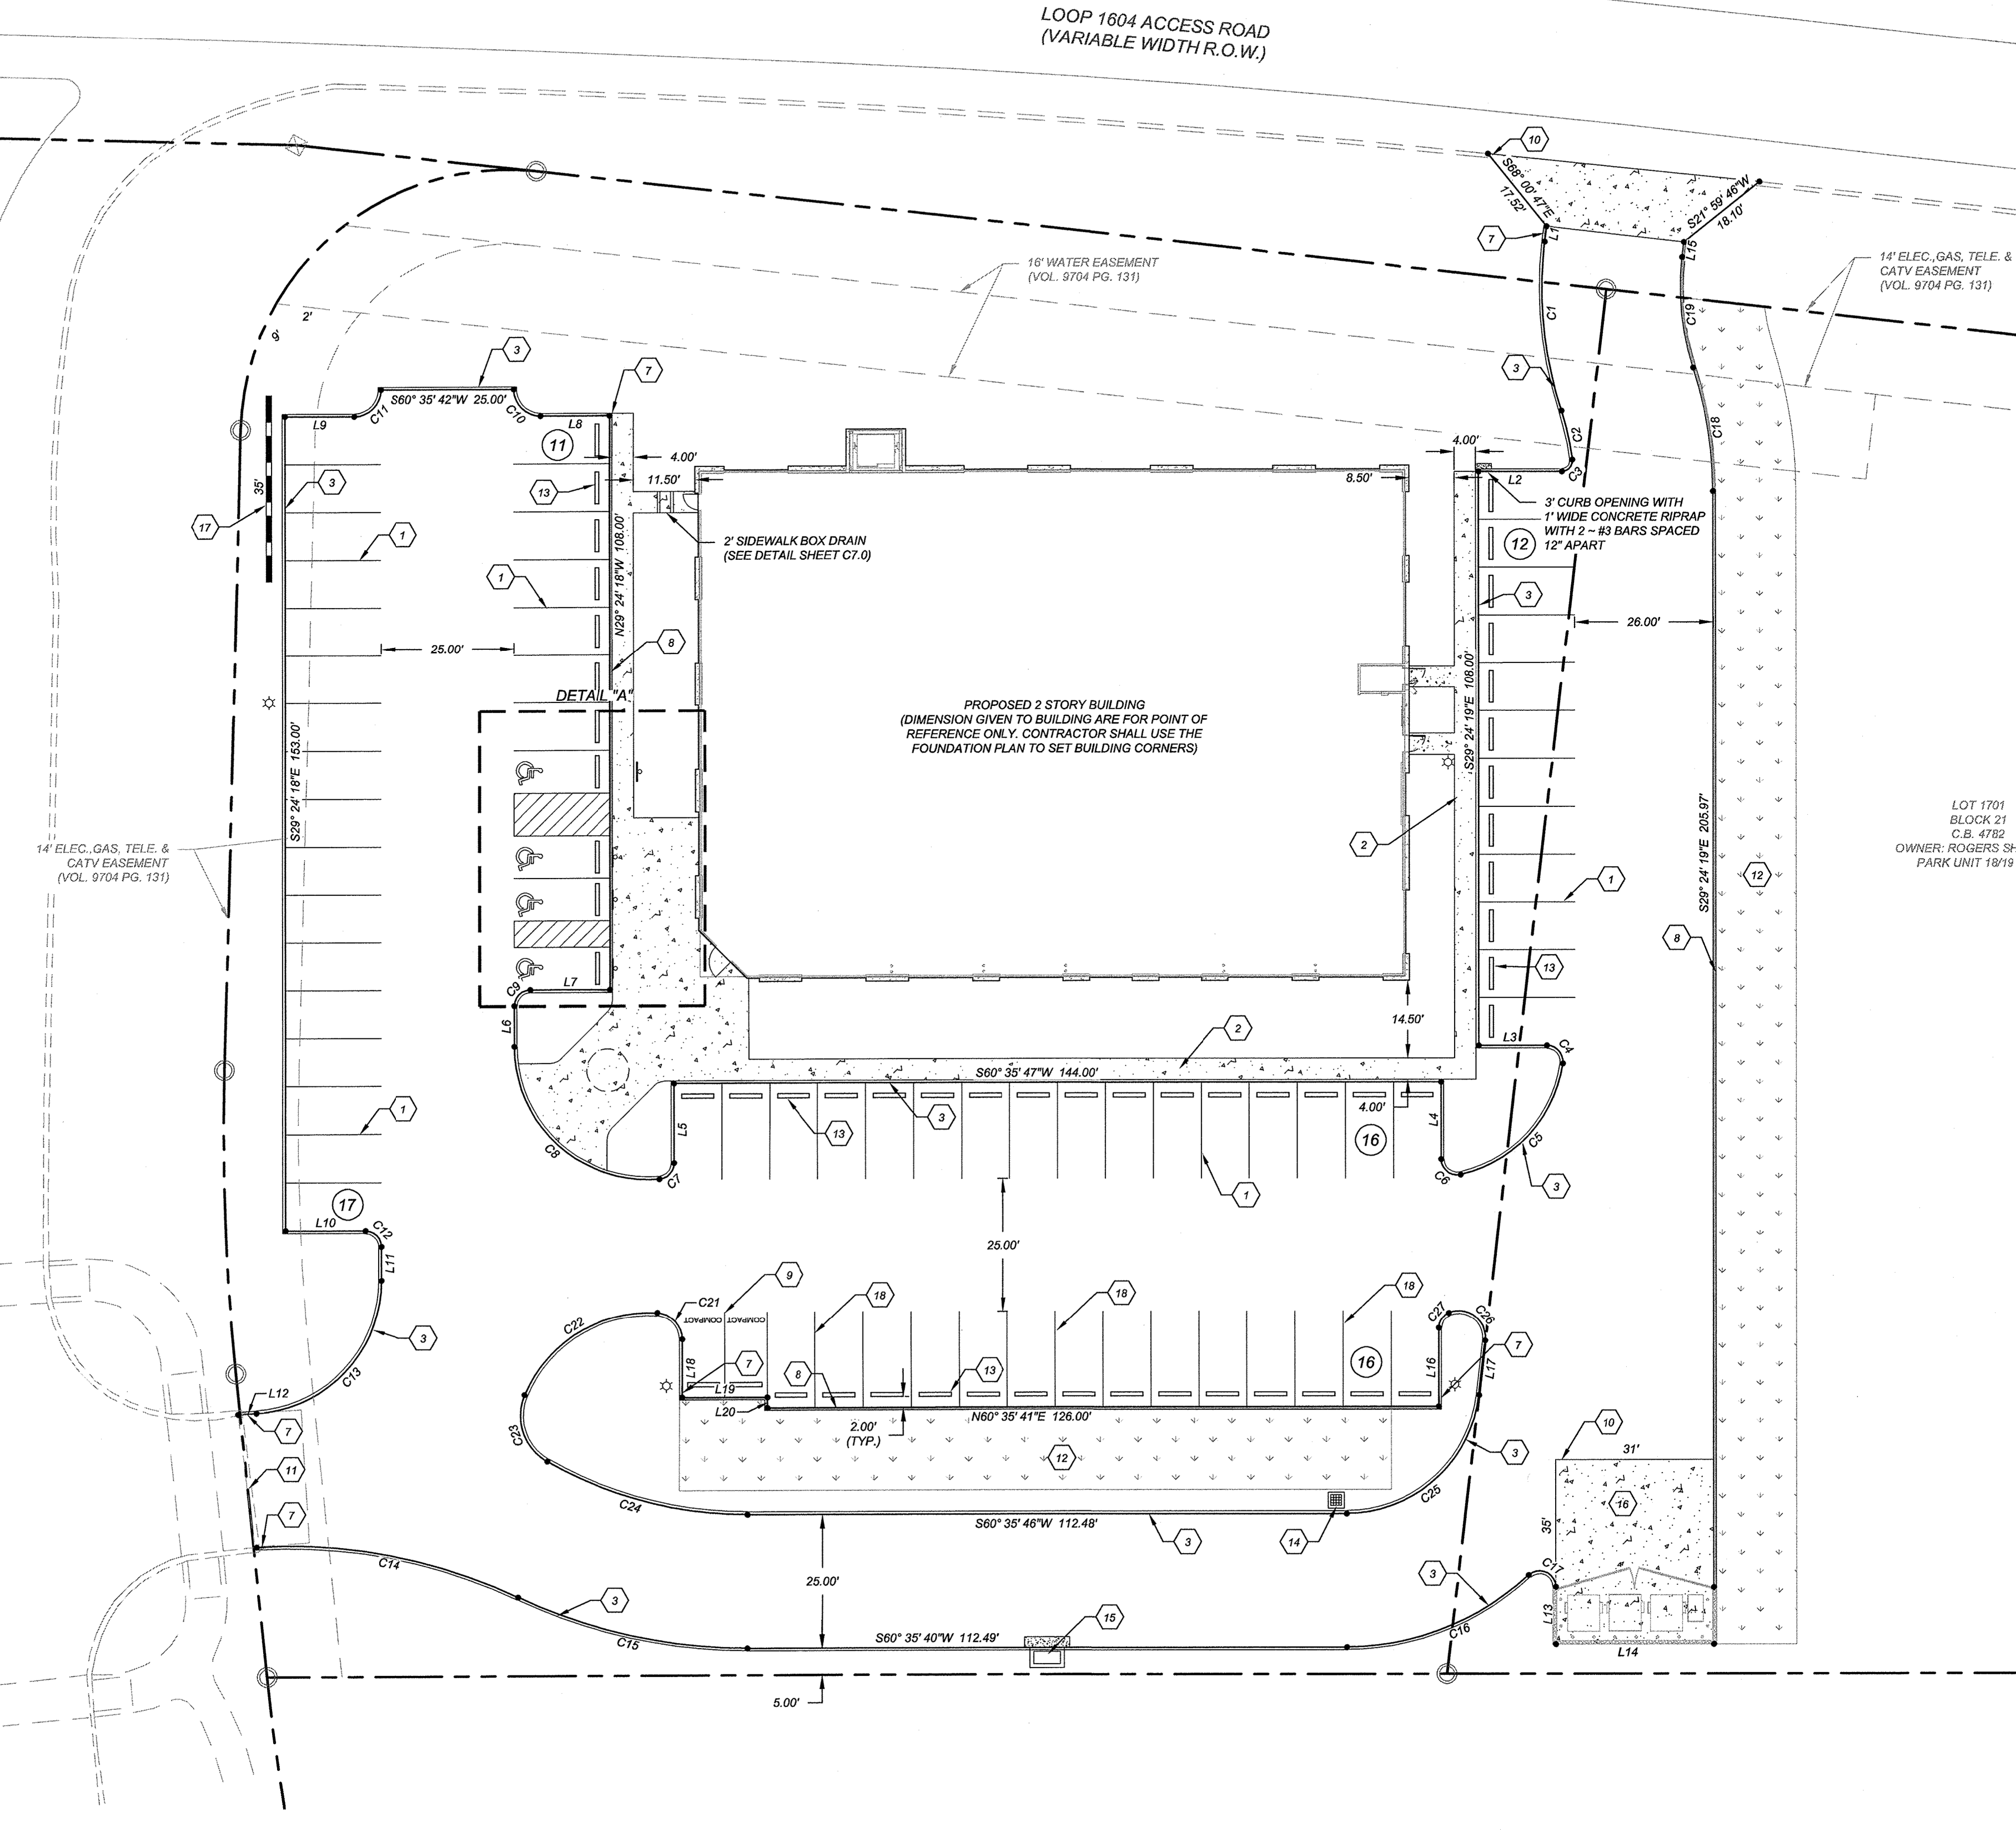 LOOP 1604 ACCESS ROAD
(VARIABLE WIDTH R.O.W.)
10
S68° 00' 47"E
17.52'
S21° 59' 46"W
18.10'
7
L1
L15
16' WATER EASEMENT
(VOL. 9704 PG. 131)
14' ELEC.,GAS, TELE. &
CATV EASEMENT
(VOL. 9704 PG. 131)
2'
9'
C1
C19
3
3
7
S60° 35' 42"W 25.00'
L9
C11
C10
L8
11
4.00'
C2
C18
4.00'
C3
L2
35'
3
13
11.50'
8.50'
17
3' CURB OPENING WITH
1' WIDE CONCRETE RIPRAP
WITH 2 ~ #3 BARS SPACED
12" APART
12
1
2' SIDEWALK BOX DRAIN
(SEE DETAIL SHEET C7.0)
N29° 24' 18"W 108.00'
1
3
26.00'
25.00'
8
DETAIL "A"
PROPOSED 2 STORY BUILDING
(DIMENSION GIVEN TO BUILDING ARE FOR POINT OF
REFERENCE ONLY. CONTRACTOR SHALL USE THE
FOUNDATION PLAN TO SET BUILDING CORNERS)
S29° 24' 19"E 108.00'
S29° 24' 18"E 153.00'
14' ELEC.,GAS, TELE. &
CATV EASEMENT
(VOL. 9704 PG. 131)
2
S29° 24' 19"E 205.97'
LOT 1701
BLOCK 21
C.B. 4782
OWNER: ROGERS SH
PARK UNIT 18/19
12
1
8
13
C9
L7
L6
14.50'
2
L3
C4
S60° 35' 47"W 144.00'
1
13
3
4.00'
16
L4
L5
C5
C8
C7
C6
3
1
17
L10
C12
L11
25.00'
9
18
18
18
C21
COMPACT
COMPACT
C22
C27
C26
3
7
L18
8
13
16
L16
L17
7
C13
L12
L19
L20
N60° 35' 41"E 126.00'
2.00'
(TYP.)
7
C23
12
3
10
31'
11
C24
C25
16
7
S60° 35' 46"W 112.48'
3
14
35'
C14
25.00'
3
C17
3
15
L13
C15
S60° 35' 40"W 112.49'
C16
L14
5.00'